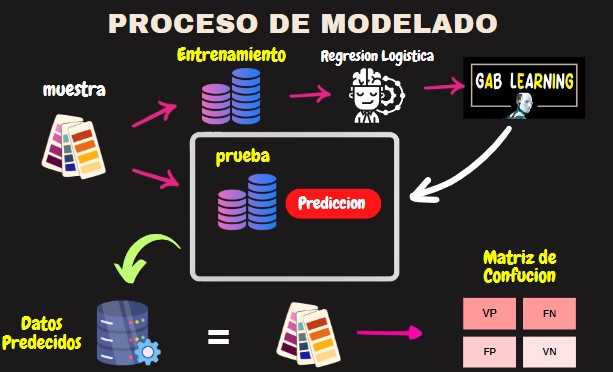 PROCESO DE MODELADO
Entrenamiento
Regresion Logistica
muestra
GAB LEARNING
prueba
Prediccion
Matriz de
Confucion
Datos
Predecidos
=
VP
FN
FP
VN